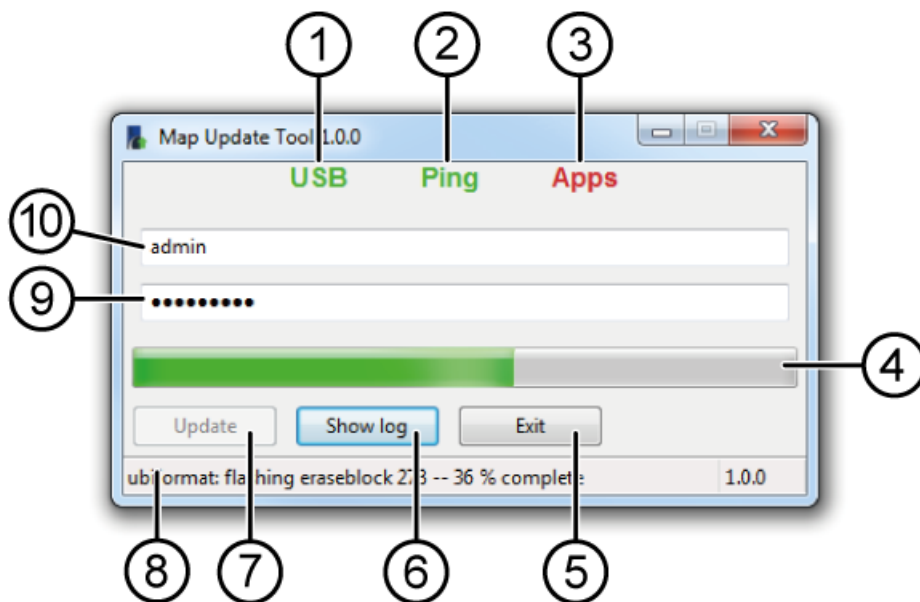 1 2 3
Map Update Tool 1.0.0
USB Ping Apps
10 admin
9 •••••••••
4
Update Show log Exit
ubiformat: flashing eraseblock 273 -- 36 % complete 1.0.0
8 7 6 5